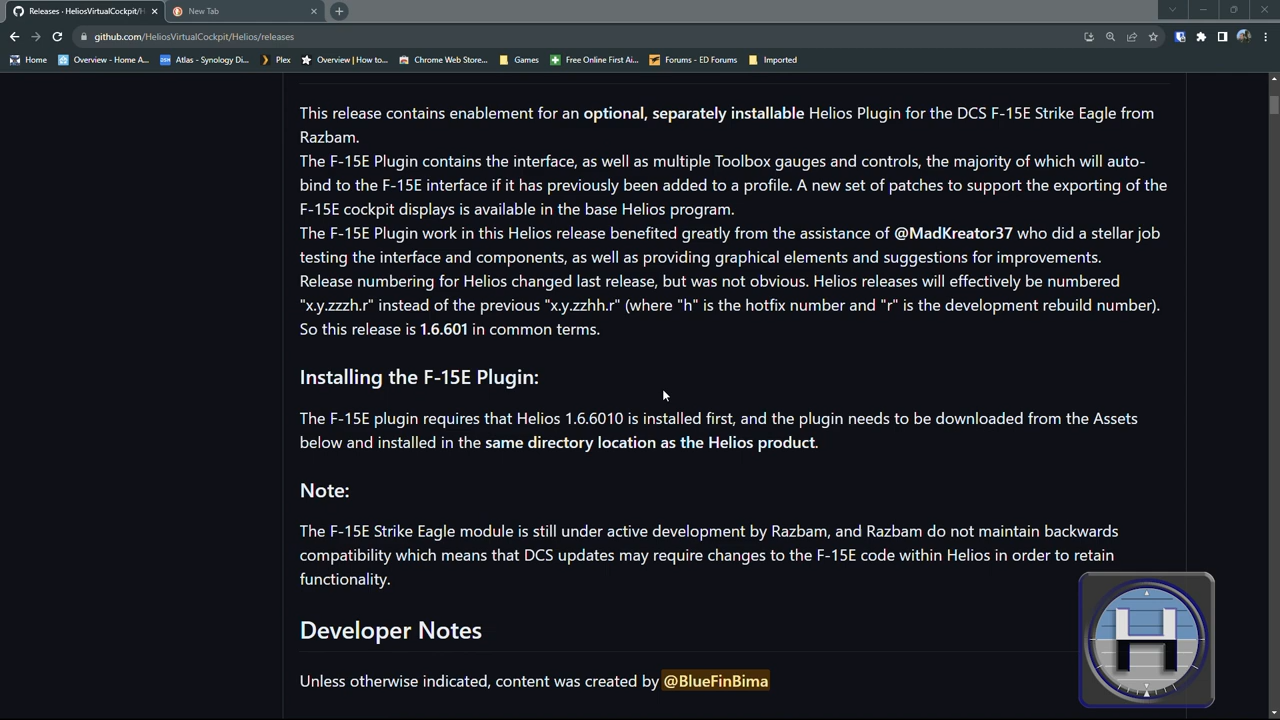 Releases · HeliosVirtualCockpit/H
New Tab
github.com/HeliosVirtualCockpit/Helios/releases
Home
Overview - Home A...
Atlas - Synology Di...
Plex
Overview | How to...
Chrome Web Store...
Games
Free Online First Ai...
Forums - ED Forums
Imported
This release contains enablement for an optional, separately installable Helios Plugin for the DCS F-15E Strike Eagle from
Razbam.
The F-15E Plugin contains the interface, as well as multiple Toolbox gauges and controls, the majority of which will auto-
bind to the F-15E interface if it has previously been added to a profile. A new set of patches to support the exporting of the
F-15E cockpit displays is available in the base Helios program.
The F-15E Plugin work in this Helios release benefited greatly from the assistance of @MadKreator37 who did a stellar job
testing the interface and components, as well as providing graphical elements and suggestions for improvements.
Release numbering for Helios changed last release, but was not obvious. Helios releases will effectively be numbered
"x.y.zzzh.r" instead of the previous "x.y.zzhh.r" (where "h" is the hotfix number and "r" is the development rebuild number).
So this release is 1.6.601 in common terms.
Installing the F-15E Plugin:
The F-15E plugin requires that Helios 1.6.6010 is installed first, and the plugin needs to be downloaded from the Assets
below and installed in the same directory location as the Helios product.
Note:
The F-15E Strike Eagle module is still under active development by Razbam, and Razbam do not maintain backwards
compatibility which means that DCS updates may require changes to the F-15E code within Helios in order to retain
functionality.
Developer Notes
Unless otherwise indicated, content was created by @BlueFinBima
H